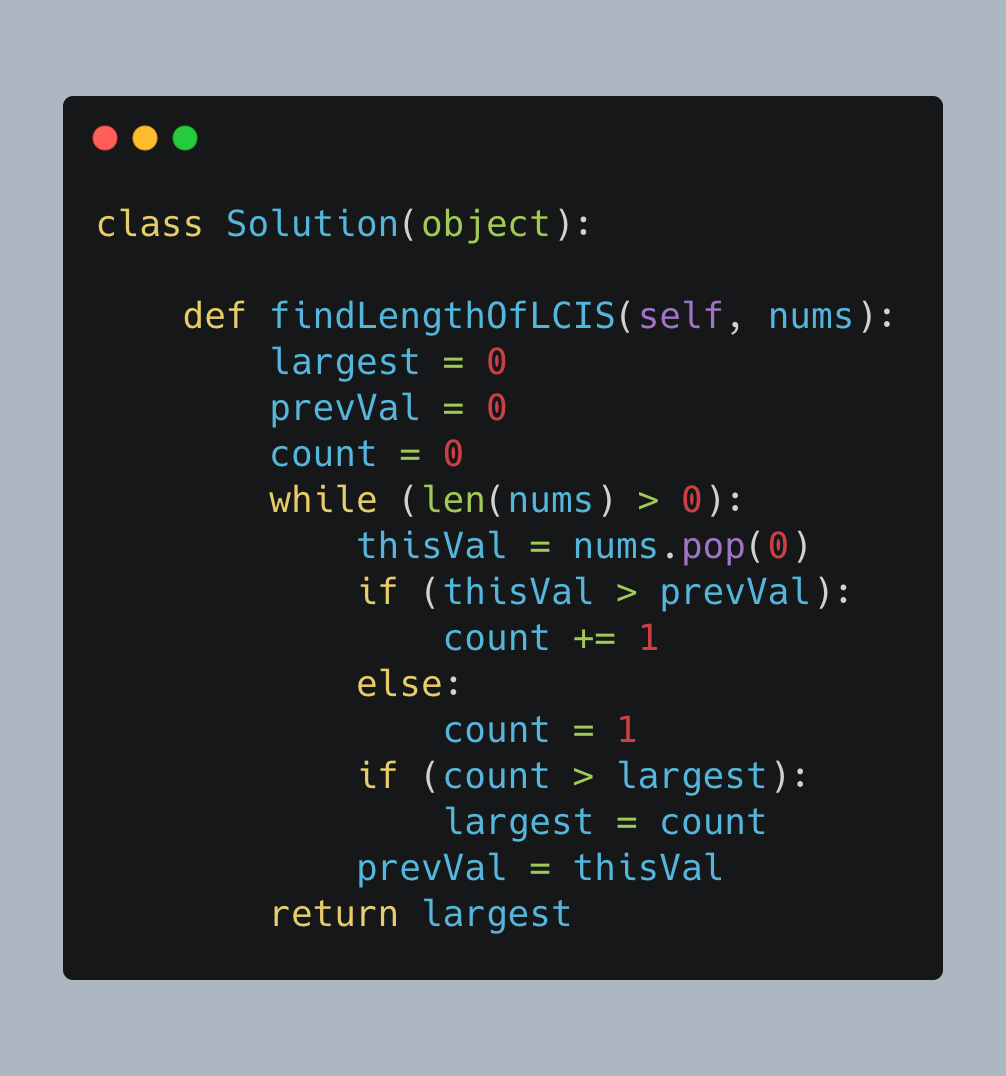 class Solution(object):

    def findLengthOfLCIS(self, nums):
        largest = 0
        prevVal = 0
        count = 0
        while (len(nums) > 0):
            thisVal = nums.pop(0)
            if (thisVal > prevVal):
                count += 1
            else:
                count = 1
            if (count > largest):
                largest = count
            prevVal = thisVal
        return largest